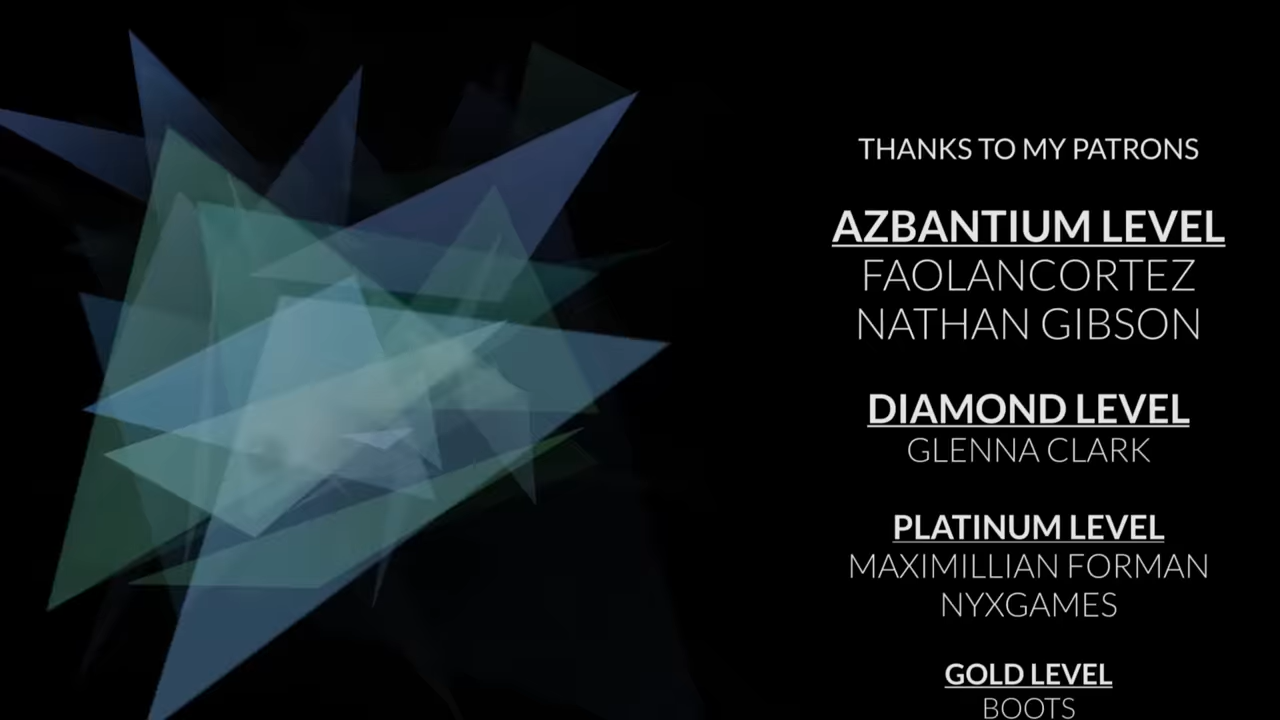 THANKS TO MY PATRONS
AZBANTIUM LEVEL
FAOLANCORTEZ
NATHAN GIBSON
DIAMOND LEVEL
GLENNA CLARK
PLATINUM LEVEL
MAXIMILLIAN FORMAN
NYXGAMES
GOLD LEVEL
BOOTS